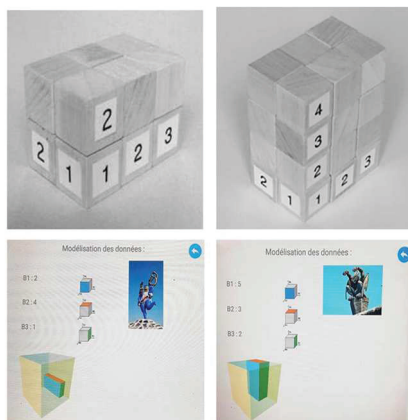 2
2 1 1 2 3
4
3
2
2 1 1 2 3
Modélisation des données :
B1 : 2
B2 : 4
B3 : 1
Modélisation des données :
B1 : 5
B2 : 3
B3 : 2